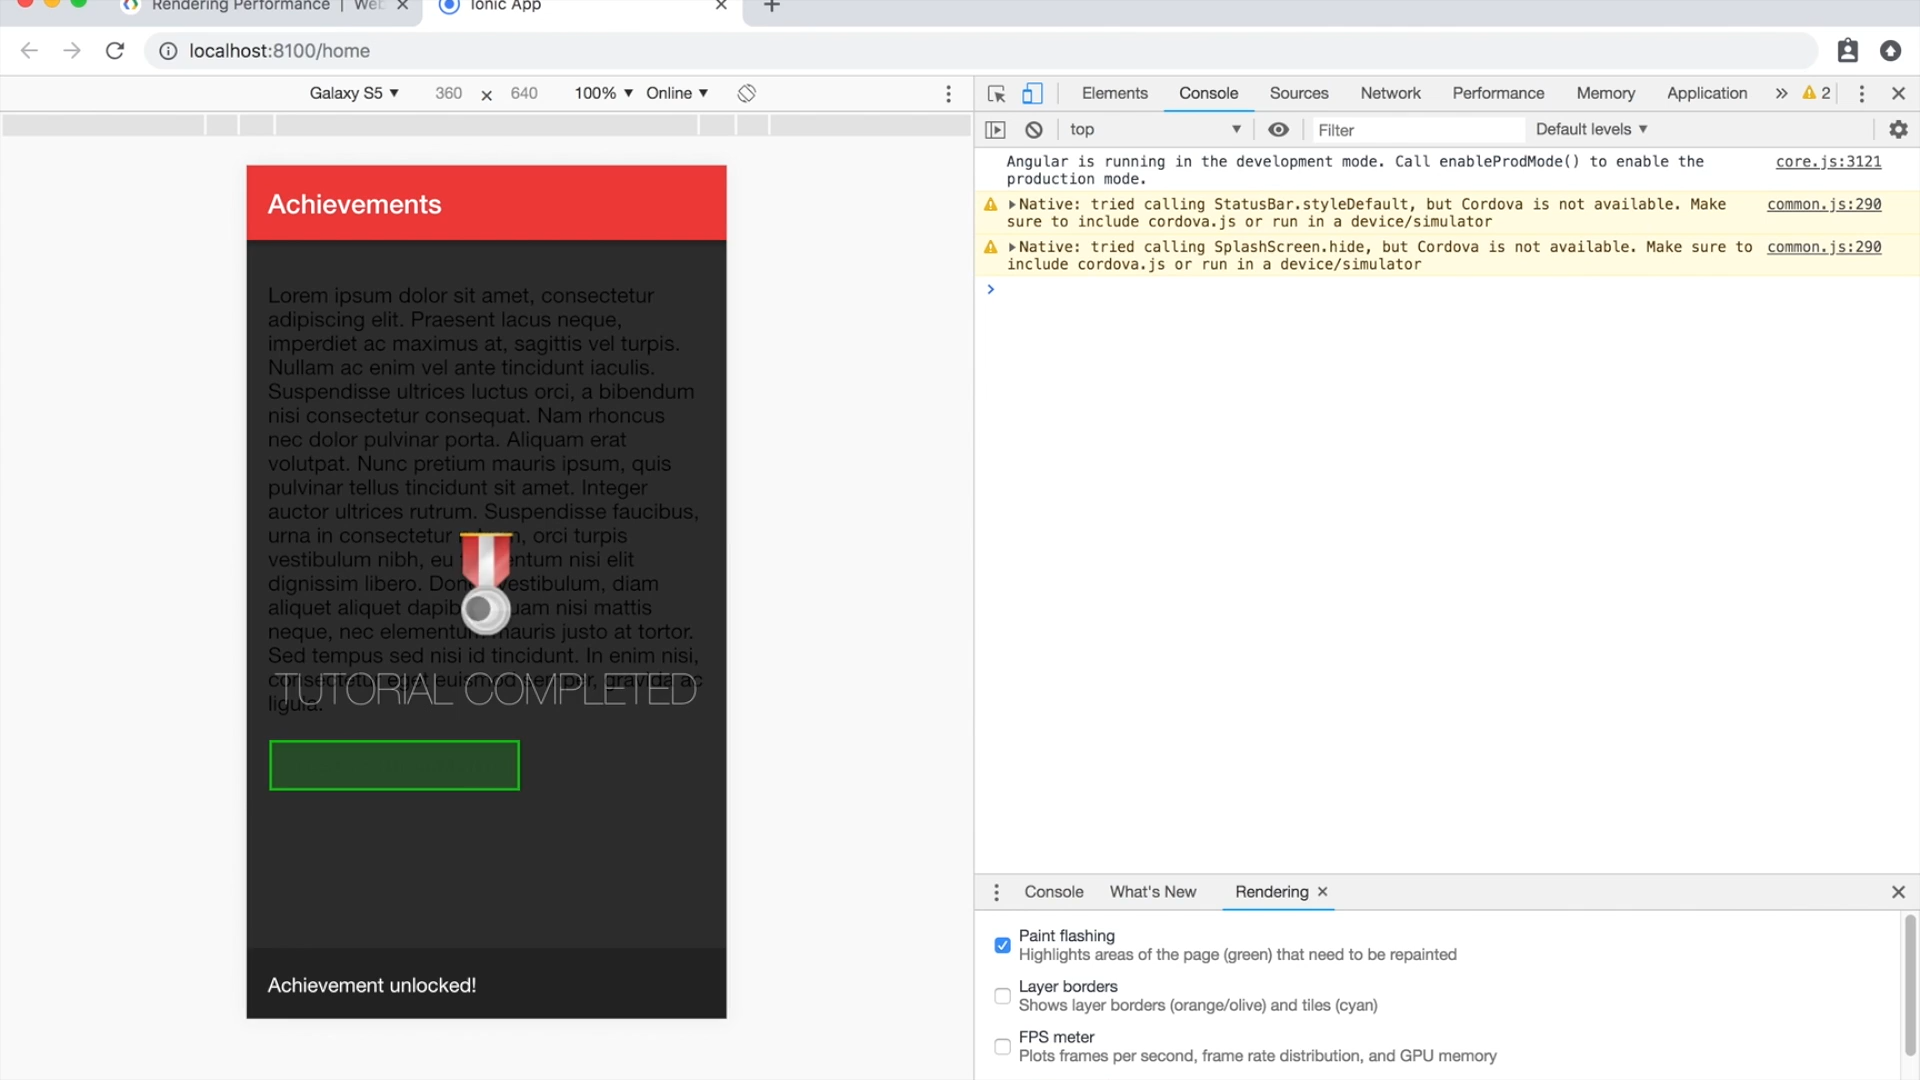 Rendering Performance | Web
Ionic App
localhost:8100/home
Galaxy S5 360 × 640 100% Online
Elements Console Sources Network Performance Memory Application » 2
top Filter Default levels
Angular is running in the development mode. Call enableProdMode() to enable the core.js:3121
production mode.
Native: tried calling StatusBar.styleDefault, but Cordova is not available. Make common.js:290
sure to include cordova.js or run in a device/simulator
Native: tried calling SplashScreen.hide, but Cordova is not available. Make sure to common.js:290
include cordova.js or run in a device/simulator
Achievements
Lorem ipsum dolor sit amet, consectetur
adipiscing elit. Praesent lacus neque,
imperdiet ac maximus at, sagittis vel turpis.
Nullam ac enim vel ante tincidunt iaculis.
Suspendisse ultrices luctus orci, a bibendum
nisi consectetur consequat. Nam rhoncus
nec dolor pulvinar porta. Aliquam erat
volutpat. Nunc pretium mauris ipsum, quis
pulvinar tellus tincidunt sit amet. Integer
auctor ultrices rutrum. Suspendisse faucibus,
urna in consectetur orci turpis
vestibulum nibh, eu nisi elit
dignissim libero. vestibulum, diam
aliquet aliquet nisi mattis
neque, nec elementum mauris justo at tortor.
Sed tempus sed nisi id tincidunt. In enim nisi,
consectetur eget euismod semper, gravida ac
ligula.
TUTORIAL COMPLETED
Achievement unlocked!
Console What's New Rendering
Paint flashing
Highlights areas of the page (green) that need to be repainted
Layer borders
Shows layer borders (orange/olive) and tiles (cyan)
FPS meter
Plots frames per second, frame rate distribution, and GPU memory